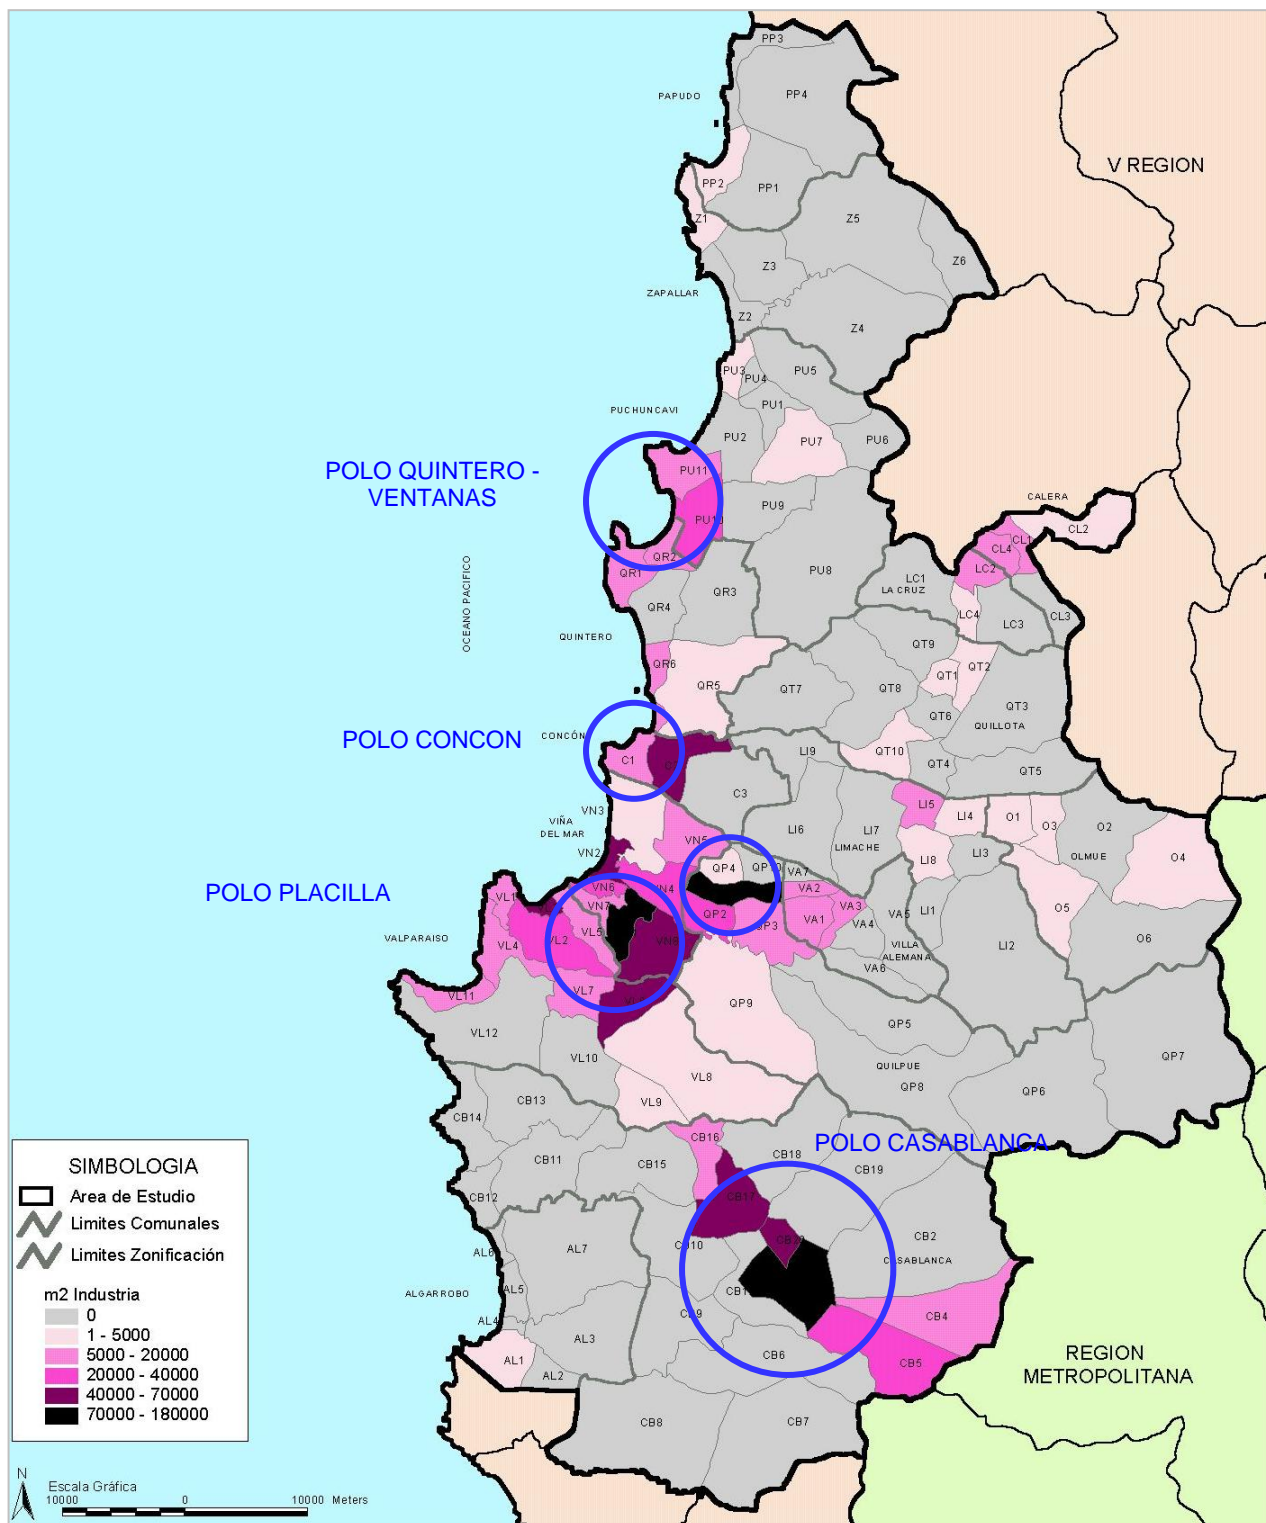 PP3
PAPUDO
PP4
V REGION
PP2
PP1
Z1
Z5
Z3
Z6
ZAPALLAR
Z2
Z4
PU3
PU4
PU5
PU1
PUCHUNCAVI
PU2
PU7
PU6
POLO QUINTERO -
VENTANAS
PU11
CALERA
PU9
CL2
CL1
CL4
QR2
QR1
LC2
PU8
LC1
LA CRUZ
QR3
QR4
LC4
LC3
CL3
OCEANO PACIFICO
QUINTERO
QT9
QR6
QT1
QT2
QR5
QT7
QT8
QT3
QT6
QUILLOTA
POLO CONCON
CONCÓN
LI9
QT10
C1
QT4
QT5
C3
VN3
VIÑA
DEL MAR
LI5
LI4
O1
O3
O2
OLMUE
LI6
LI7
LIMACHE
VN5
VN2
LI3
O4
LI8
QP4
VA7
POLO PLACILLA
VN6
VN4
VA2
VL1
VN7
QP2
VA3
VA1
VA5
LI1
O5
VL5
QP3
VA4
VALPARAISO
VL4
VL2
VN8
VILLA
ALEMANA
LI2
O6
VA6
VL7
VL11
QP9
QP5
VL12
VL10
QUILPUE
QP7
VL8
QP8
QP6
VL9
CB13
CB14
CB16
POLO CASABLANCA
CB18
SIMBOLOGIA
Area de Estudio
Limites Comunales
Limites Zonificación
m2 Industria
0
1 - 5000
5000 - 20000
20000 - 40000
40000 - 70000
70000 - 180000
CB11
CB15
CB19
CB12
CB17
CB2
CASABLANCA
AL6
AL7
ALGARROBO
AL5
AL4
AL3
CB4
AL1
AL2
CB6
CB5
REGION
METROPOLITANA
CB8
CB7
N
Escala Gráfica
10000
0
10000 Meters